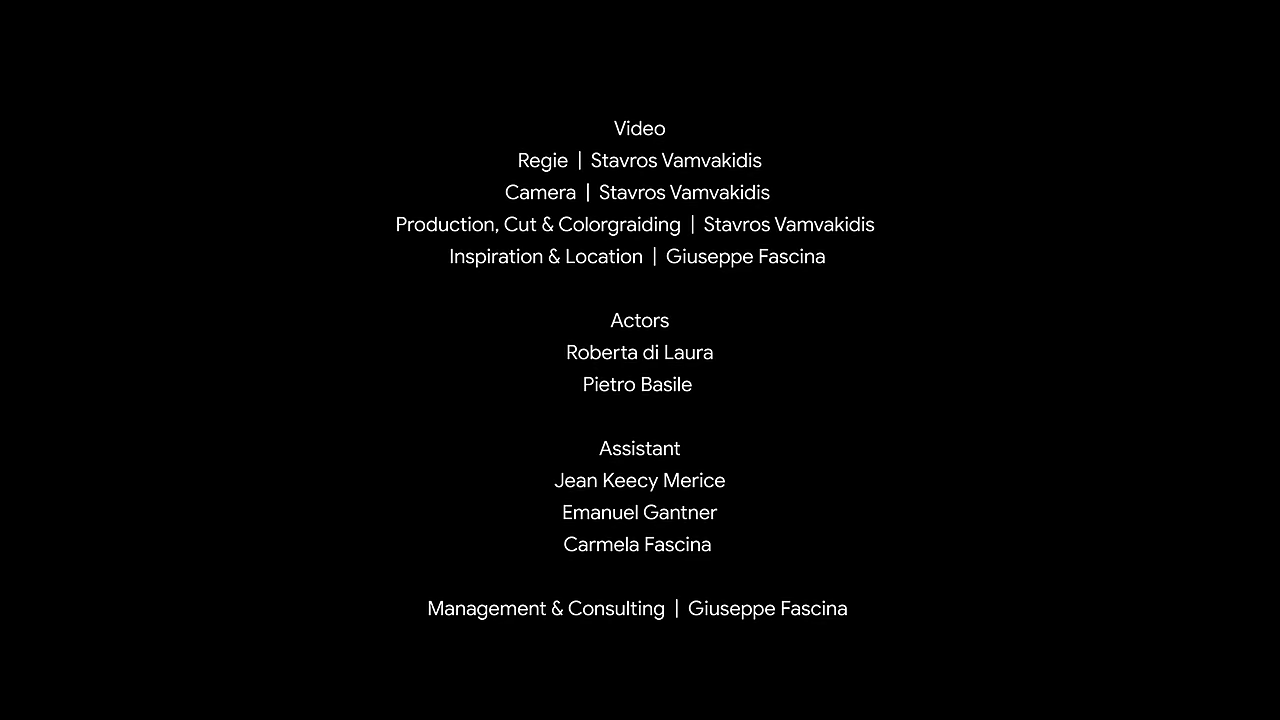 Video
Regie | Stavros Vamvakidis
Camera | Stavros Vamvakidis
Production, Cut & Colorgraiding | Stavros Vamvakidis
Inspiration & Location | Giuseppe Fascina
Actors
Roberta di Laura
Pietro Basile
Assistant
Jean Keecy Merice
Emanuel Gantner
Carmela Fascina
Management & Consulting | Giuseppe Fascina